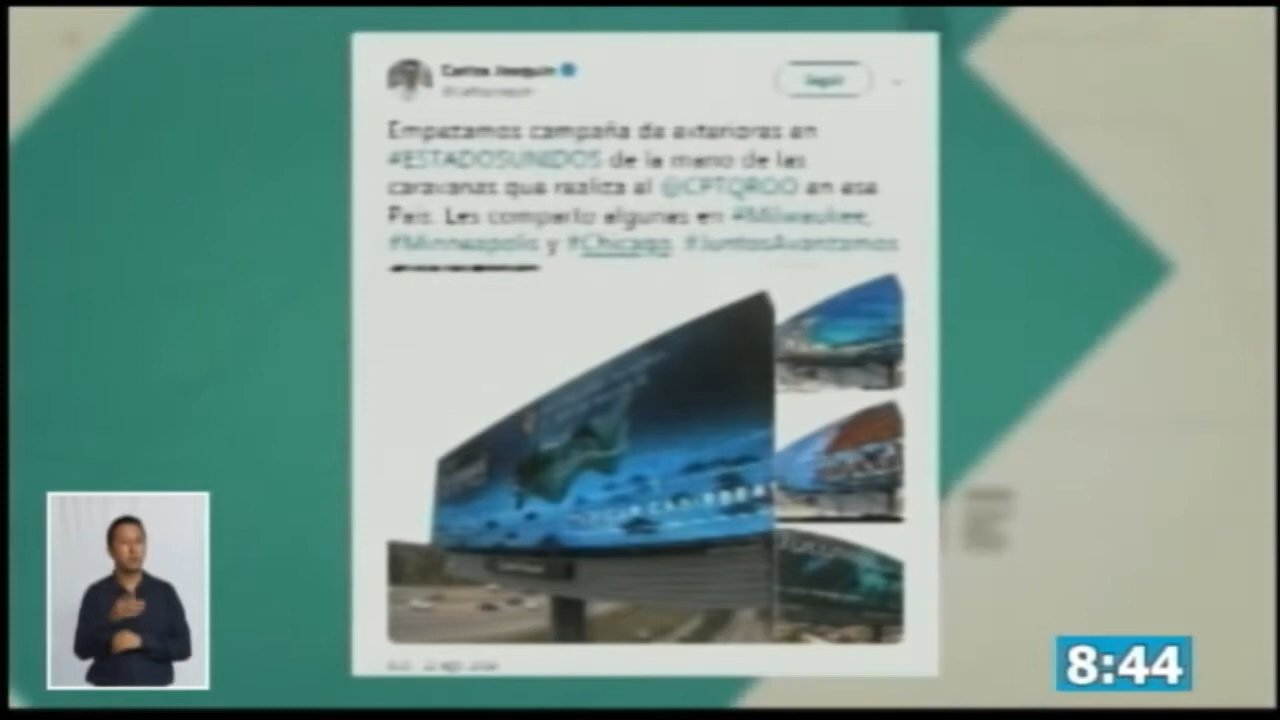 Carlos Joaquín
Seguir
Empezamos campaña de exteriores en
#ESTADOSUNIDOS de la mano de las
caravanas que realiza el @CPTQROO en ese
País. Les comparto algunas en #Milwaukee,
#Minneapolis y #Chicago. #JuntosAvanzamos
8:44